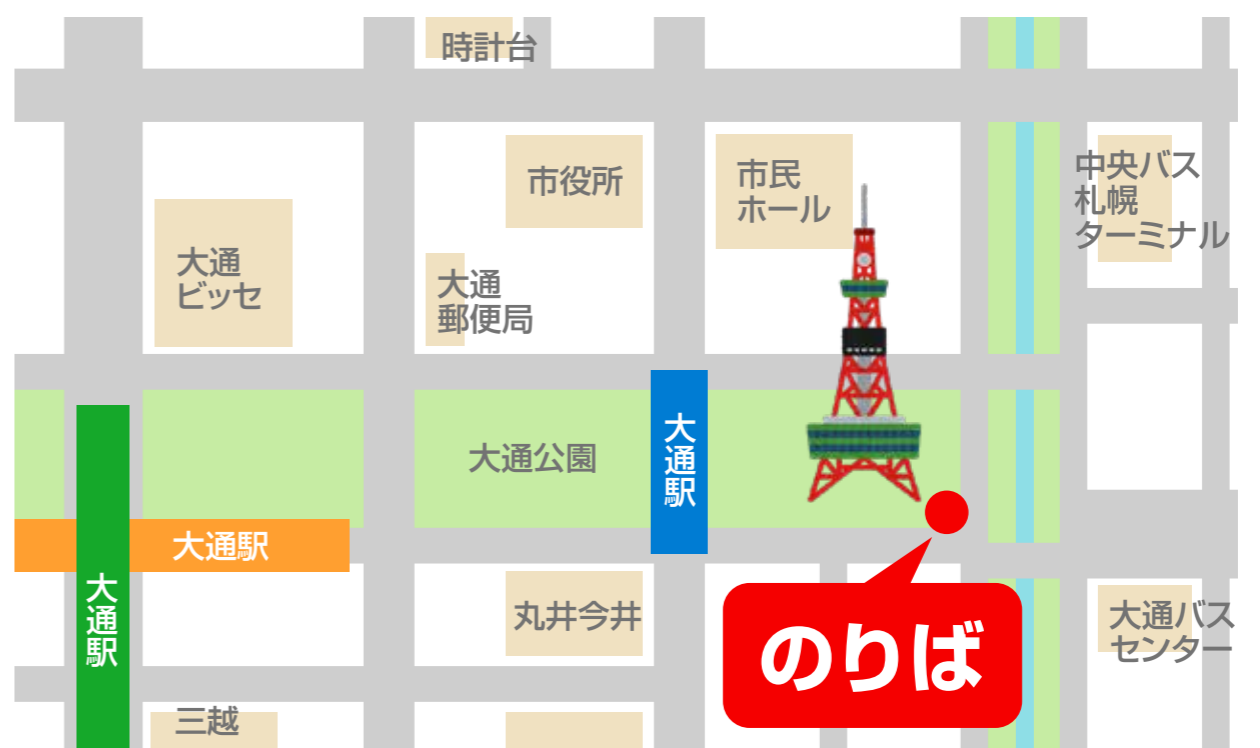 時計台
市役所
市民
ホール
中央バス
札幌
ターミナル
大通
ビッセ
大通
郵便局
大通公園
大通駅
大通駅
大通駅
丸井今井
のりば
大通バス
センター
三越